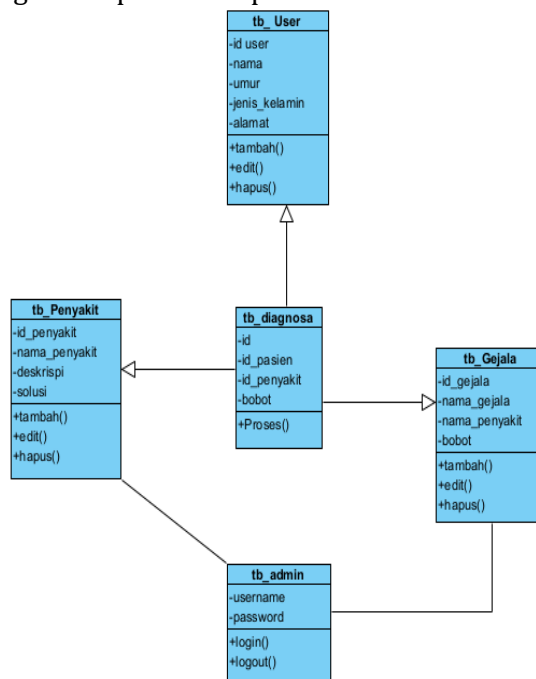 tb_ User
-id user
-nama
-umur
-jenis_kelamin
-alamat
+tambah()
+edit()
+hapus()
tb_Penyakit
-id_penyakit
-nama_penyakit
-deskrispi
-solusi
+tambah()
+edit()
+hapus()
tb_diagnosa
-id
-id_pasien
-id_penyakit
-bobot
+Proses()
tb_Gejala
-id_gejala
-nama_gejala
-nama_penyakit
-bobot
+tambah()
+edit()
+hapus()
tb_admin
-username
-password
+login()
+logout()